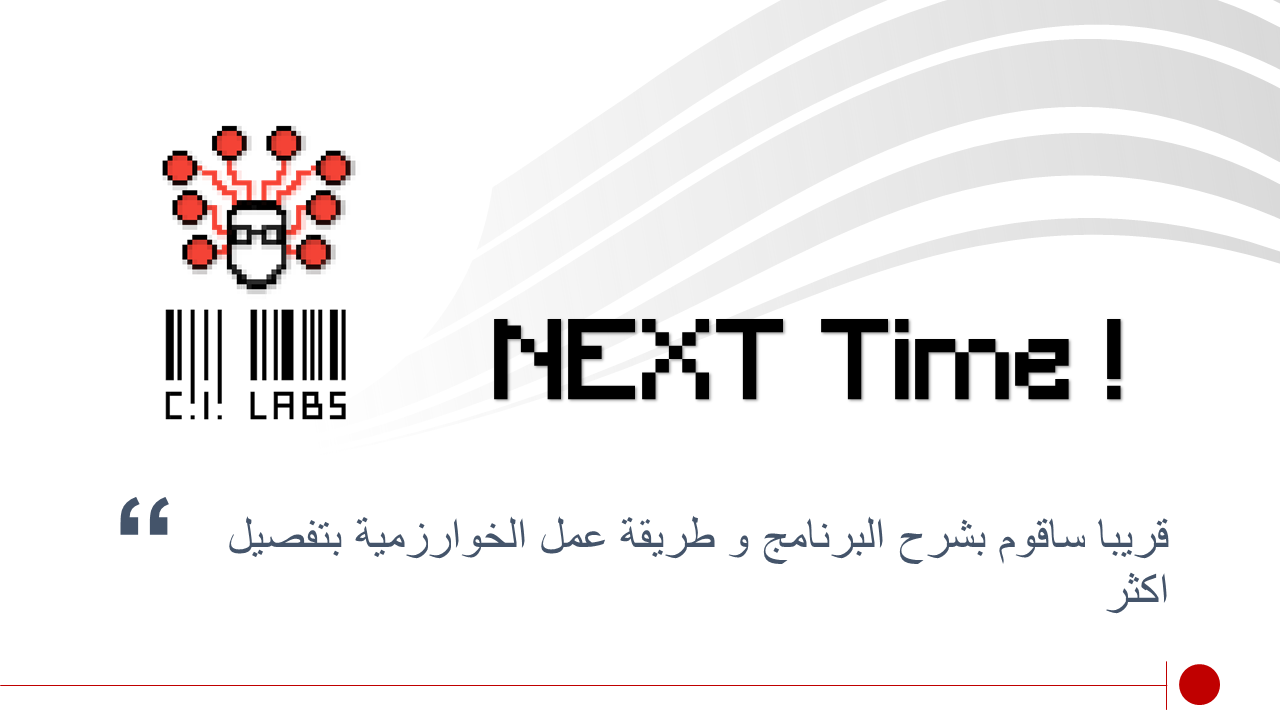 C.I. LABS
NEXT Time !
“
قريبا ساقوم بشرح البرنامج و طريقة عمل الخوارزمية بتفصيل
اكثر